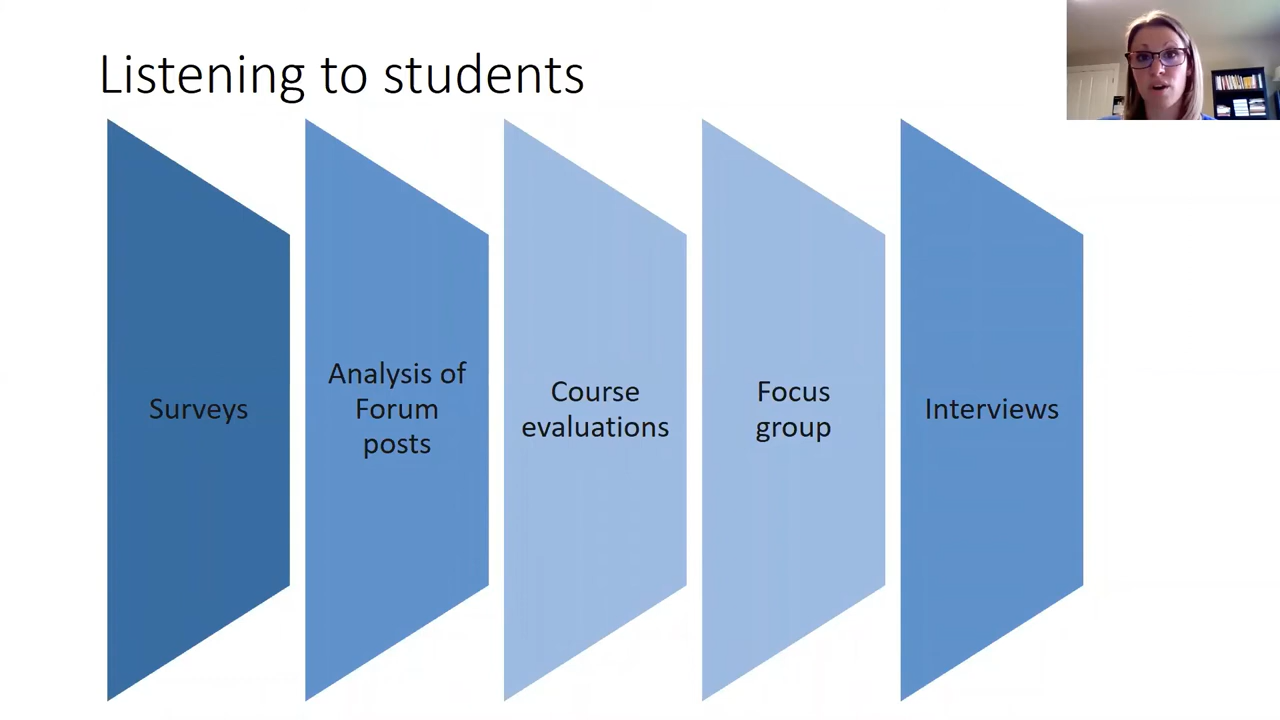 Listening to students
Surveys
Analysis of
Forum
posts
Course
evaluations
Focus
group
Interviews